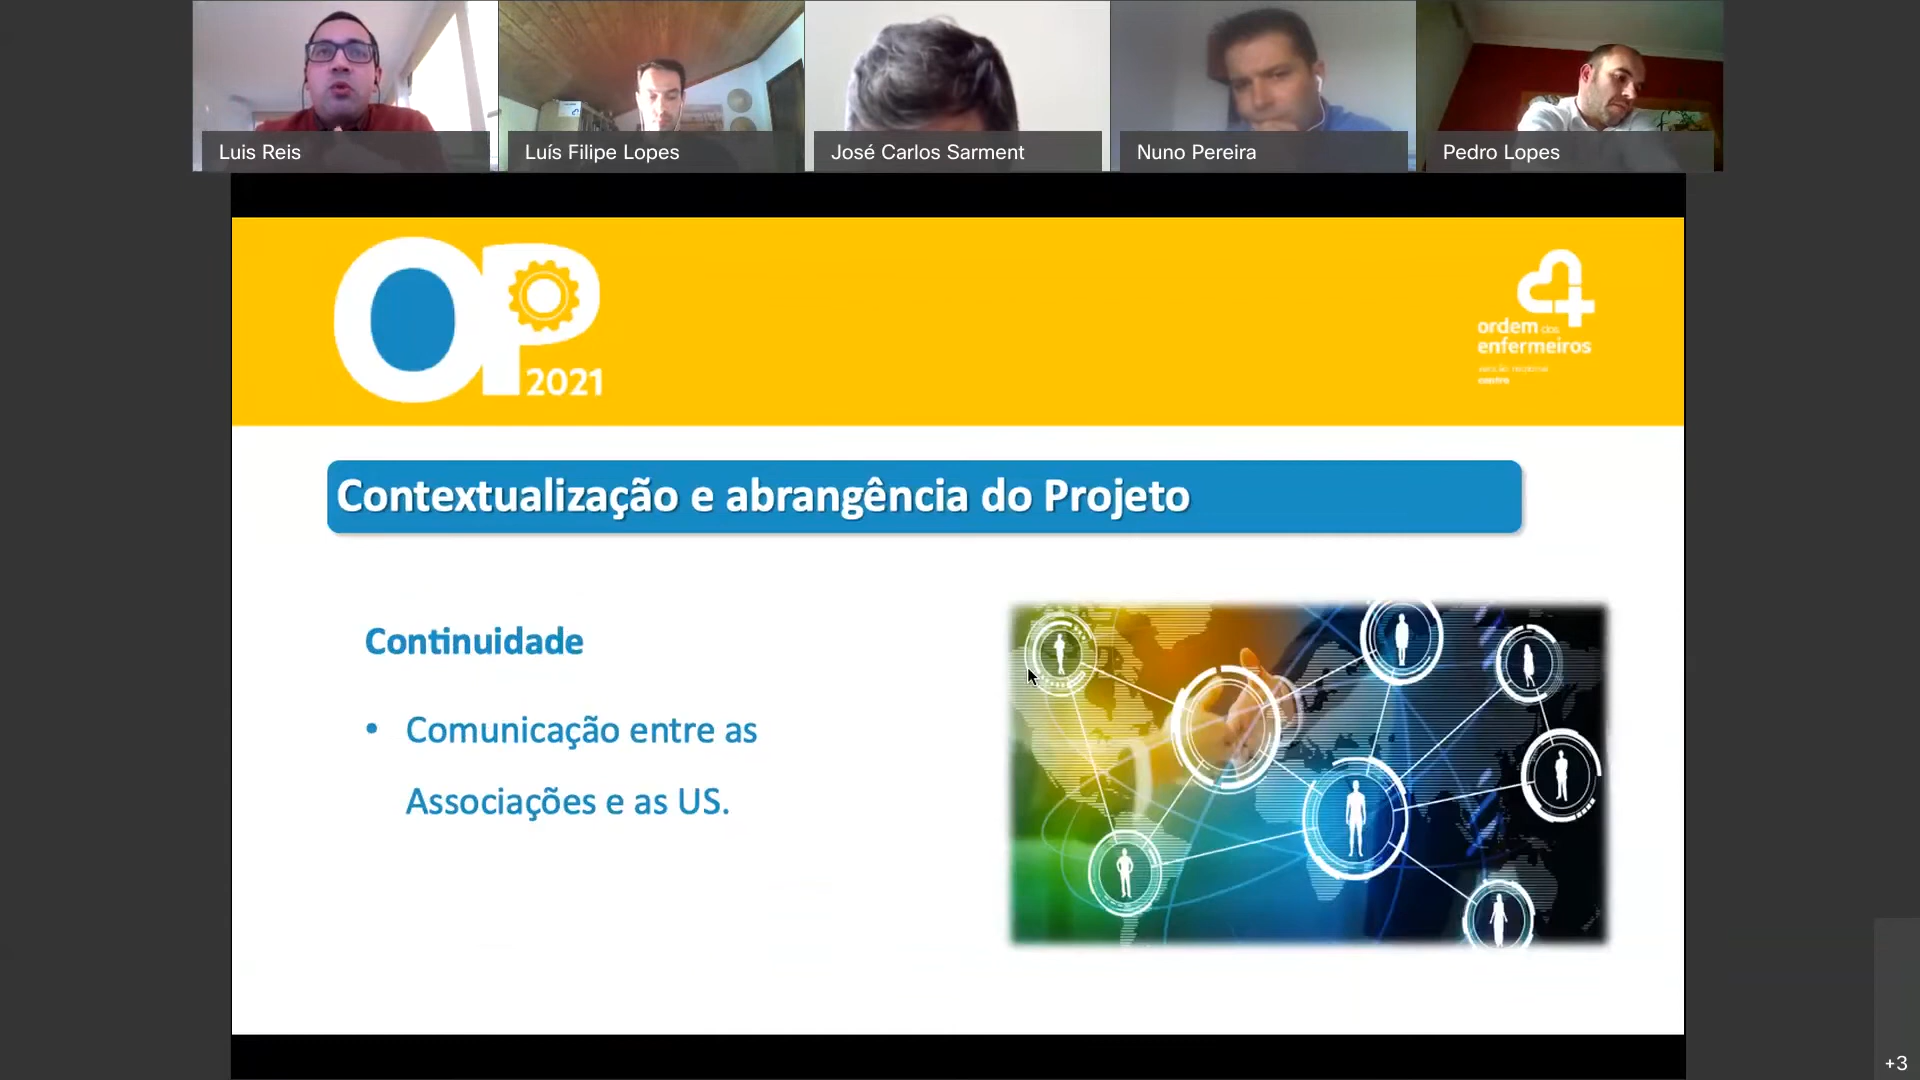 Luis Reis
Luís Filipe Lopes
José Carlos Sarment
Nuno Pereira
Pedro Lopes
OP
2021
ordem dos
enfermeiros
centro
Contextualização e abrangência do Projeto
Continuidade
• Comunicação entre as
Associações e as US.
+3